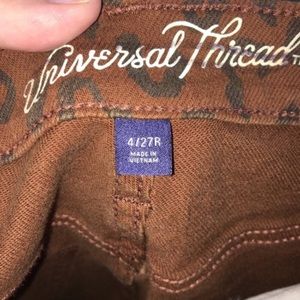 Universal Thread
4/27R
MADE IN
VIETNAM